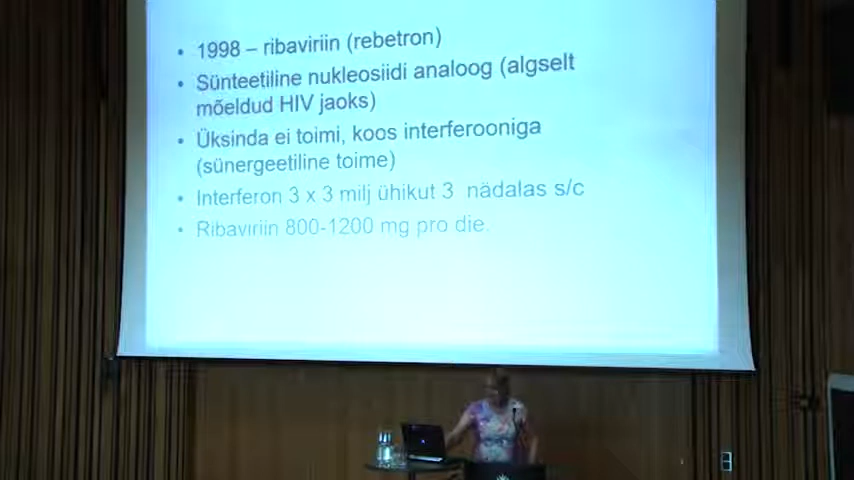 • 1998 – ribaviriin (rebetron)
• Sünteetiline nukleosiidi analoog (algselt
mõeldud HIV jaoks)
• Üksinda ei toimi, koos interferooniga
(sünergeetiline toime)
• Interferon 3 x 3 milj ühikut 3 nädalas s/c
• Ribaviriin 800-1200 mg pro die.